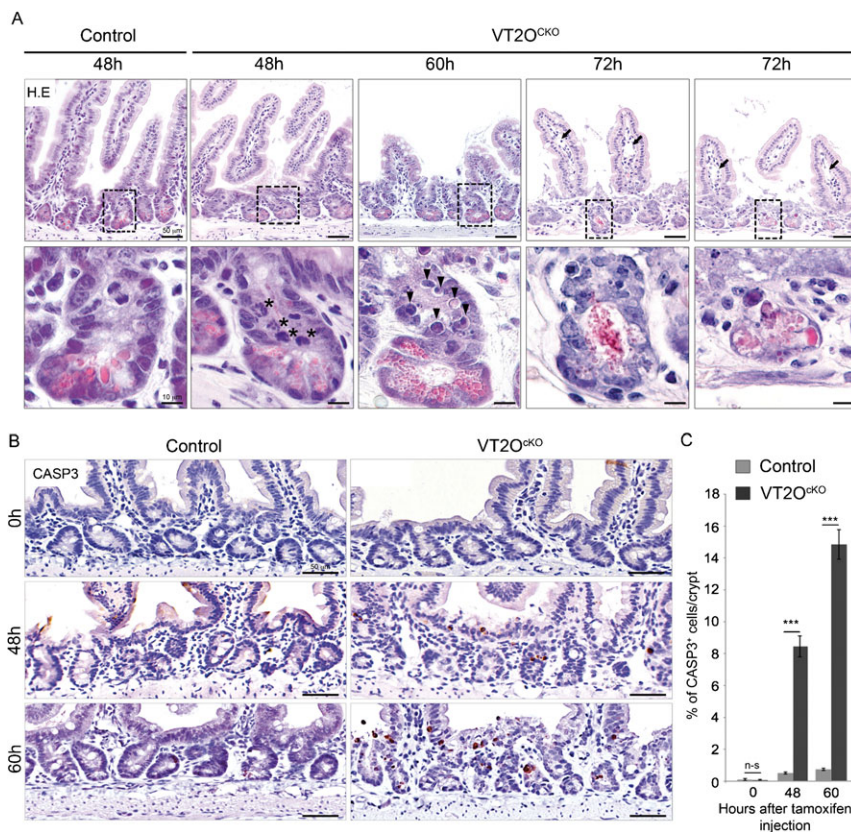 A
Control
VT2O^CKO
48h
48h
60h
72h
72h
H.E
50 µm
10 µm
* * * *
B
Control
VT2O^cKO
CASP3
0h
50 µm
48h
60h
C
Control
VT2O^cKO
% of CASP3⁺ cells/crypt
18
16
14
12
10
8
6
4
2
0
n-s
***
***
0 48 60
Hours after tamoxifen
injection